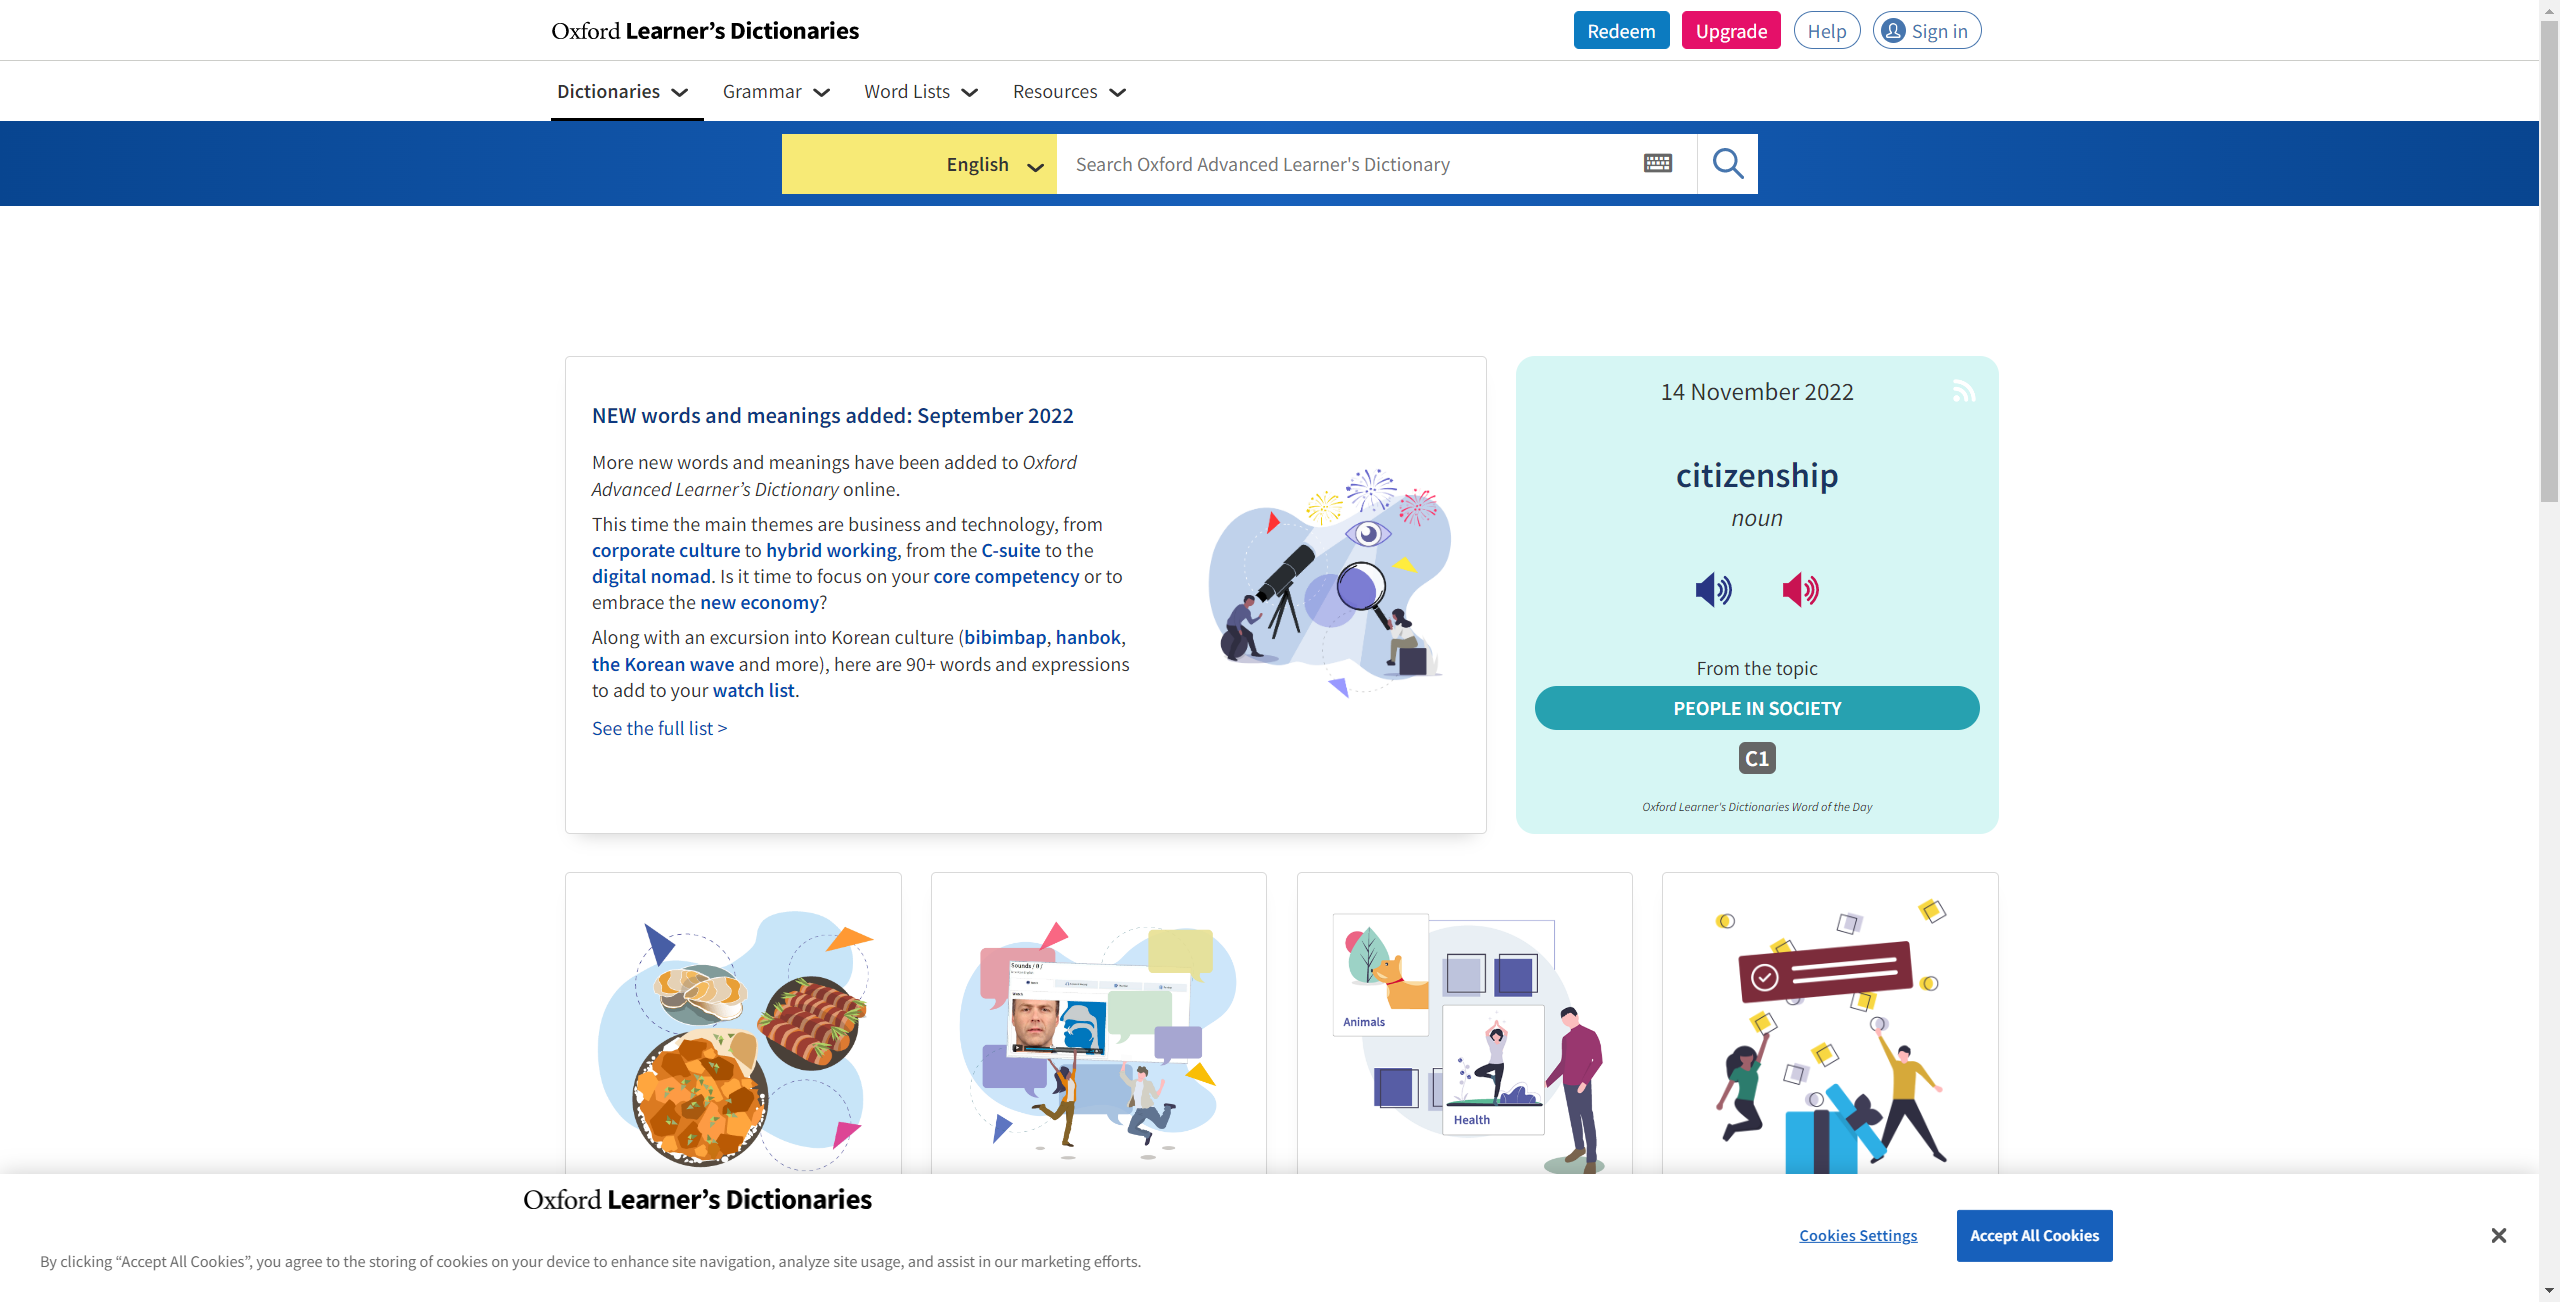 Oxford Learner’s Dictionaries
Redeem
Upgrade
Help
Sign in
Dictionaries
Grammar
Word Lists
Resources
English
Search Oxford Advanced Learner's Dictionary
NEW words and meanings added: September 2022
More new words and meanings have been added to Oxford
Advanced Learner’s Dictionary online.
This time the main themes are business and technology, from
corporate culture to hybrid working, from the C-suite to the
digital nomad. Is it time to focus on your core competency or to
embrace the new economy?
Along with an excursion into Korean culture (bibimbap, hanbok,
the Korean wave and more), here are 90+ words and expressions
to add to your watch list.
See the full list >
14 November 2022
citizenship
noun
From the topic
PEOPLE IN SOCIETY
C1
Oxford Learner's Dictionaries Word of the Day
Animals
Health
Oxford Learner’s Dictionaries
By clicking “Accept All Cookies”, you agree to the storing of cookies on your device to enhance site navigation, analyze site usage, and assist in our marketing efforts.
Cookies Settings
Accept All Cookies